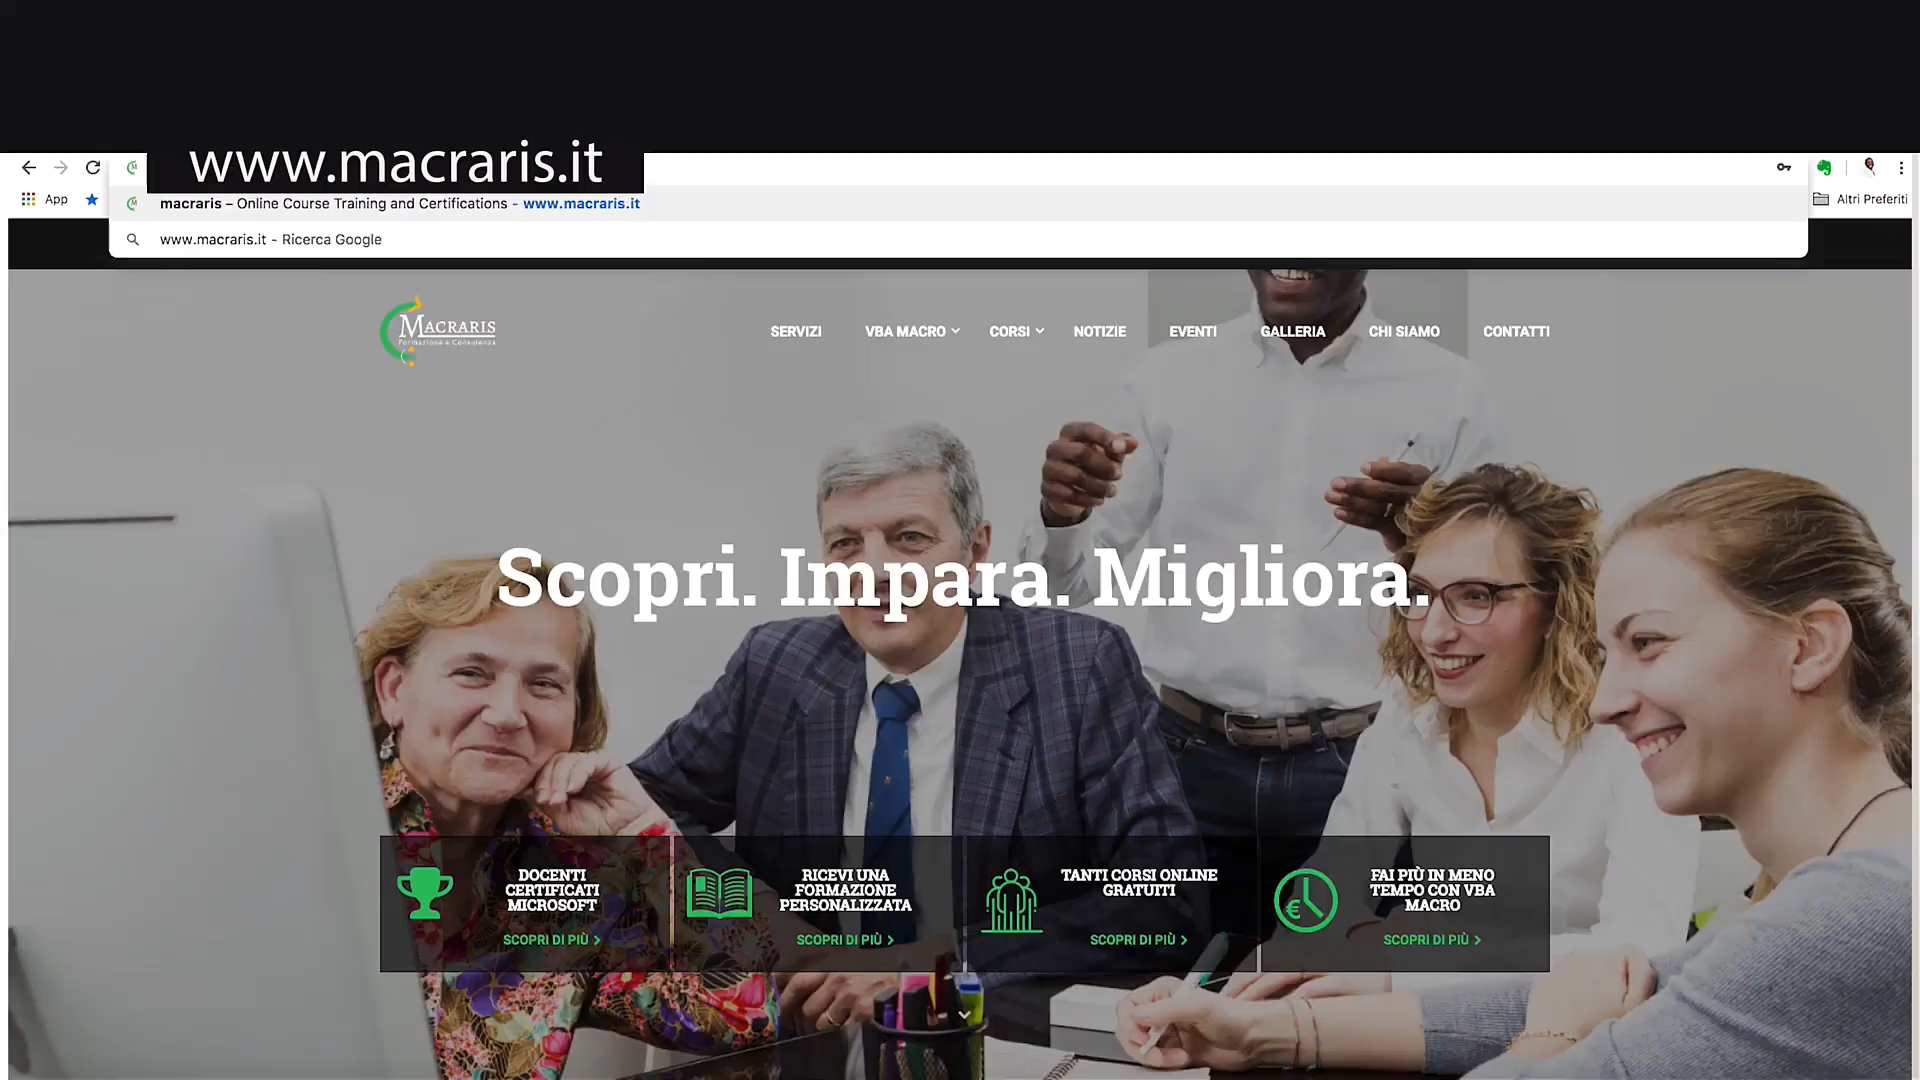 www.macraris.it
macraris – Online Course Training and Certifications - www.macraris.it
App
Altri Preferiti
www.macraris.it - Ricerca Google
MACRARIS
Formazione e Consulenza
SERVIZI
VBA MACRO
CORSI
NOTIZIE
EVENTI
GALLERIA
CHI SIAMO
CONTATTI
Scopri. Impara. Migliora.
DOCENTI
CERTIFICATI
MICROSOFT
SCOPRI DI PIÙ
RICEVI UNA
FORMAZIONE
PERSONALIZZATA
SCOPRI DI PIÙ
TANTI CORSI ONLINE
GRATUITI
SCOPRI DI PIÙ
FAI PIÙ IN MENO
TEMPO CON VBA
MACRO
SCOPRI DI PIÙ